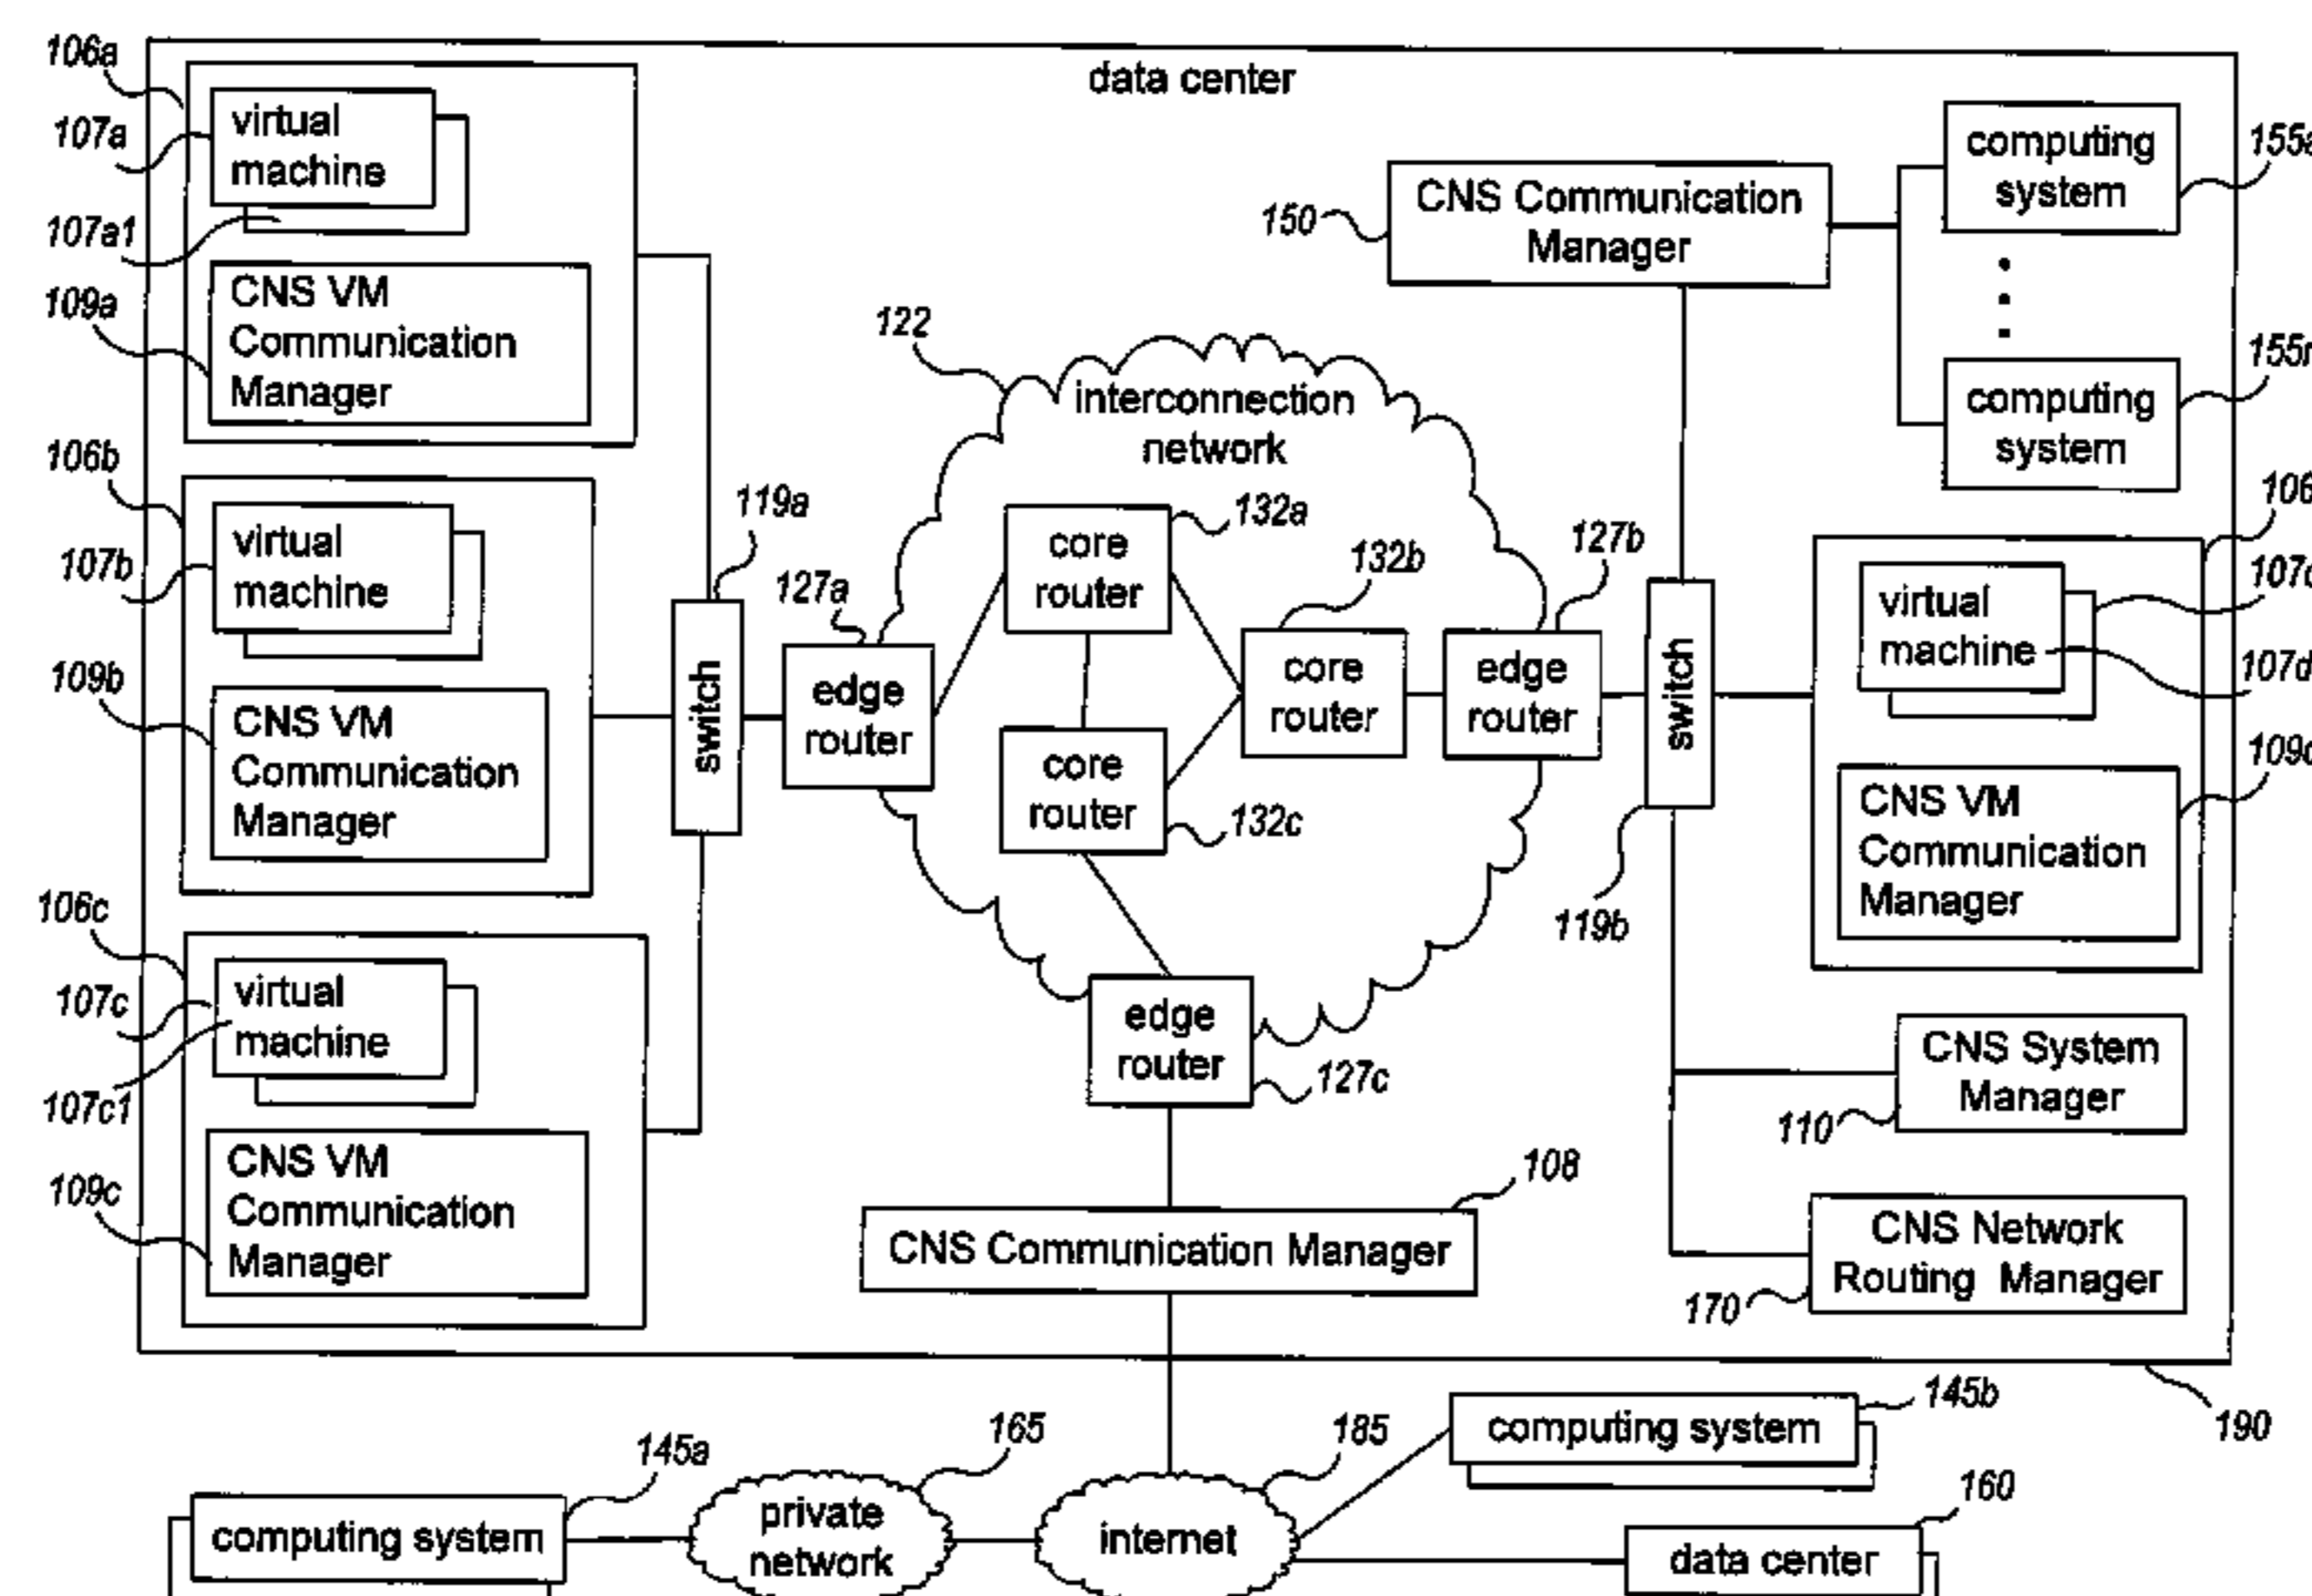 data center
106a
107a
virtual
machine
107a1
109a
CNS VM
Communication
Manager
106b
107b
virtual
machine
109b
CNS VM
Communication
Manager
106c
107c
virtual
machine
107c1
109c
CNS VM
Communication
Manager
119a
switch
122
interconnection
network
127a
edge
router
132a
core
router
132b
core
router
132c
core
router
127b
edge
router
127c
edge
router
150
CNS Communication
Manager
computing
system
155a
computing
system
119b
switch
106
virtual
machine
107d
CNS VM
Communication
Manager
CNS System
Manager
110
CNS Network
Routing Manager
170
108
CNS Communication Manager
190
145a
computing system
165
private
network
185
internet
145b
computing system
160
data center